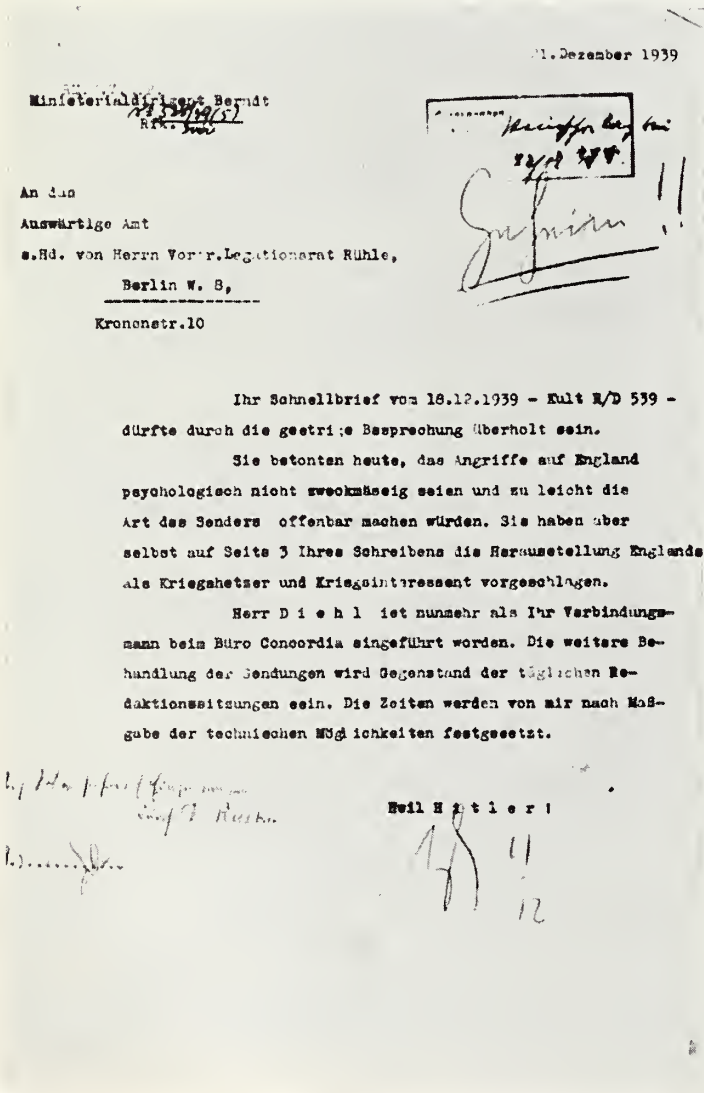 21.Dezember 1939
Ministerialdirigent Berndt
An das
Auswärtige Amt
z.Hd. von Herrn Vortr.Legationsrat Rühle,
Berlin W. 8,
Kronenstr.10
Ihr Schnellbrief vom 18.12.1939 - Kult R/D 539 -
dürfte durch die gestrige Besprechung überholt sein.
Sie betonten heute, das Angriffe auf England
psychologisch nicht zweckmässig seien und zu leicht die
Art des Senders offenbar machen würden. Sie haben aber
selbst auf Seite 3 Ihres Schreibens die Herausstellung Englands
als Kriegshetzer und Kriegsinteressent vorgeschlagen.
Herr D i e h l ist nunmehr als Ihr Verbindungs-
mann beim Büro Concordia eingeführt worden. Die weitere Be-
handlung der Sendungen wird Gegenstand der täglichen Re-
daktionssitzungen sein. Die Zeiten werden von mir nach Maß-
gabe der technischen Möglichkeiten festgesetzt.
Heil H i t l e r !